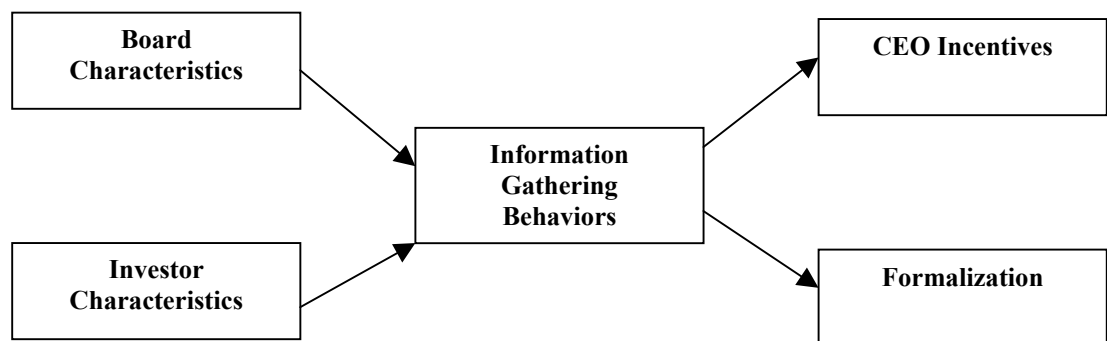 Board
Characteristics
CEO Incentives
Information
Gathering
Behaviors
Investor
Characteristics
Formalization